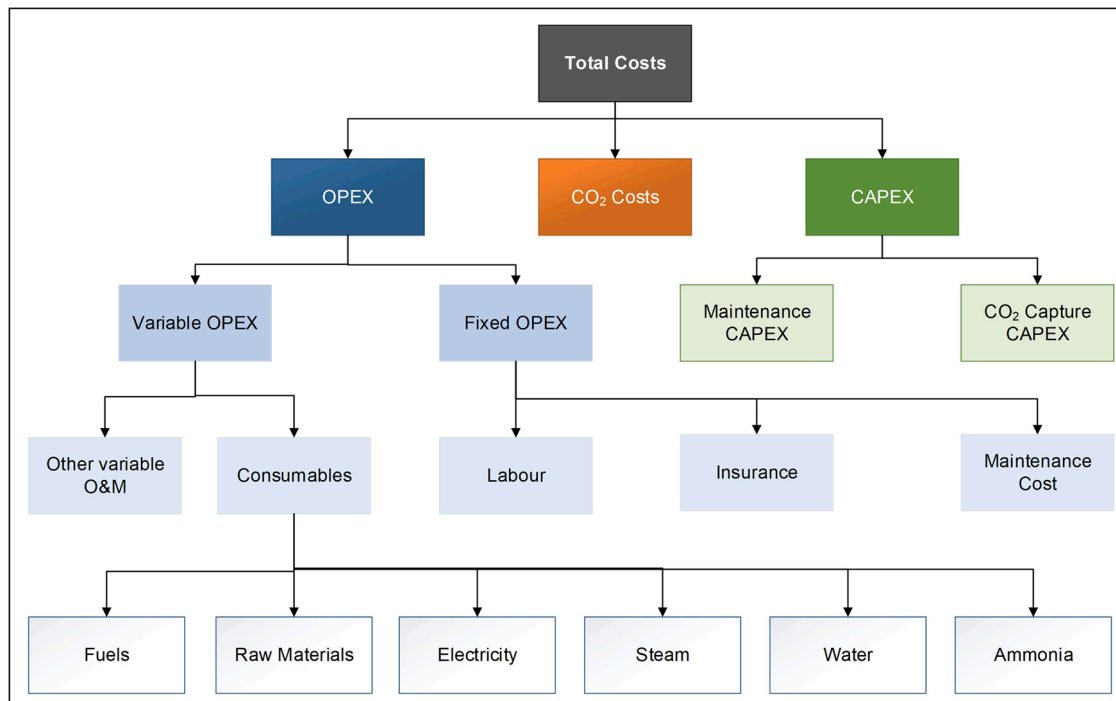 Total Costs
OPEX
CO₂ Costs
CAPEX
Variable OPEX
Fixed OPEX
Maintenance
CAPEX
CO₂ Capture
CAPEX
Other variable
O&M
Consumables
Labour
Insurance
Maintenance
Cost
Fuels
Raw Materials
Electricity
Steam
Water
Ammonia